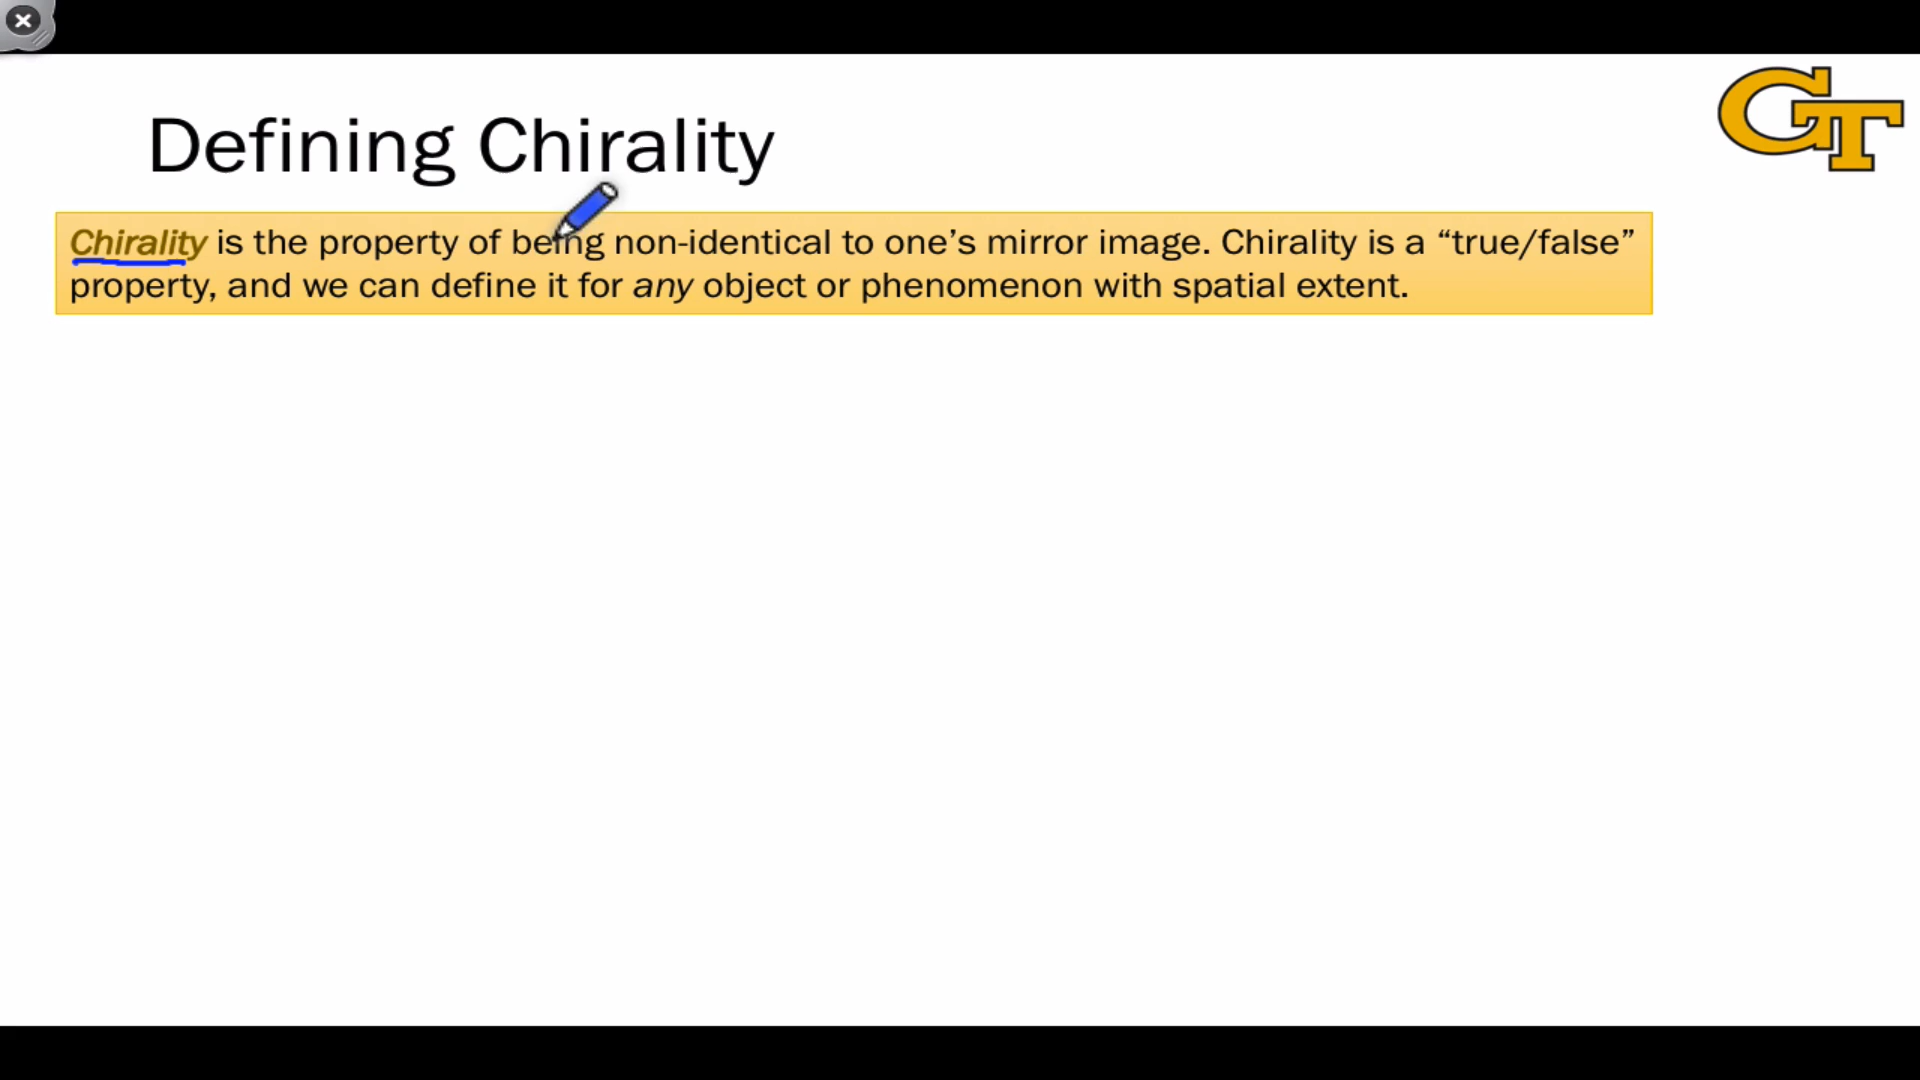 GT
Defining Chirality
Chirality is the property of being non-identical to one’s mirror image. Chirality is a “true/false”
property, and we can define it for any object or phenomenon with spatial extent.